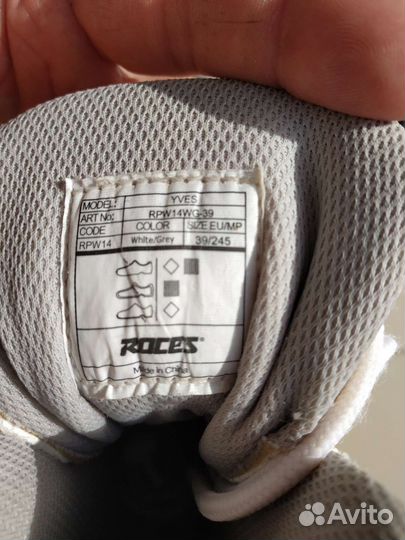 MODEL: YVES
ART No: RPW14WG-39
CODE COLOR SIZE EU/MP
RPW14 White/Grey 39/245
ROCES®
Made in China
Avito